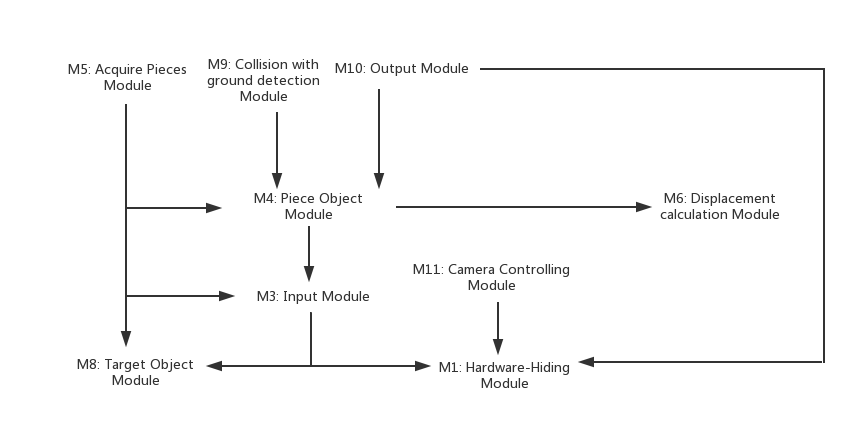 M5: Acquire Pieces
Module
M9: Collision with
ground detection
Module
M10: Output Module
M4: Piece Object
Module
M6: Displacement
calculation Module
M11: Camera Controlling
Module
M3: Input Module
M8: Target Object
Module
M1: Hardware-Hiding
Module